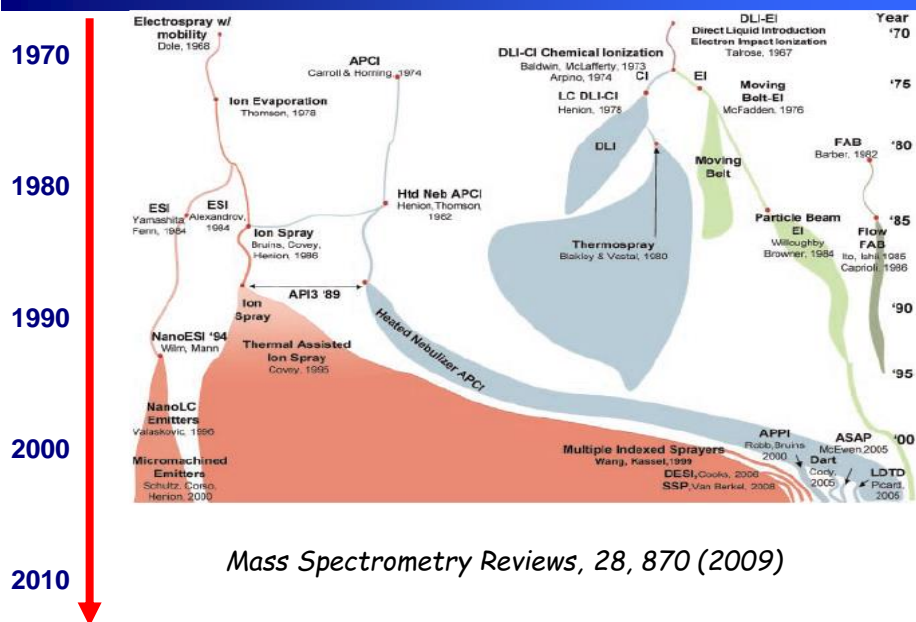 1970
1980
1990
2000
2010
Electrospray w/
mobility
Dole, 1968
Ion Evaporation
Thomson, 1978
APCI
Carroll & Horning, 1974
ESI
Yamashita
Fenn, 1984
ESI
Alexandrov,
1984
Ion Spray
Bruins, Covey,
Henion, 1986
Htd Neb APCI
Henion, Thomson,
1962
API3 '89
Ion
Spray
Heated Nebulizer APCI
NanoESI '94
Wilm, Mann
Thermal Assisted
Ion Spray
Covey, 1995
NanoLC
Emitters
Valaskovic, 1996
Micromachined
Emitters
Schultz, Corso,
Henion, 2000
DLI-EI
Direct Liquid Introduction
Electron Impact Ionization
Talrose, 1967
DLI-CI Chemical Ionization
Baldwin, McLafferty, 1973
Arpino, 1974
CI
EI
LC DLI-CI
Henion, 1978
DLI
Moving
Belt-EI
McFadden, 1976
Moving
Belt
Thermospray
Blakley & Vestal, 1980
Particle Beam
EI
Willoughby
Browner, 1984
FAB
Barber, 1982
Flow
FAB
Ito, Ishii 1985
Caprioli, 1986
Year
'70
'75
'80
'85
'90
'95
'00
Multiple Indexed Sprayers
Wang, Kassel, 1999
DESI, Cooks, 2006
SSP, Van Berkel, 2008
APPI
Robb, Bruins
2000
Dart
Cody,
2005
ASAP
McEwen, 2005
LDTD
Picard,
2005
Mass Spectrometry Reviews, 28, 870 (2009)